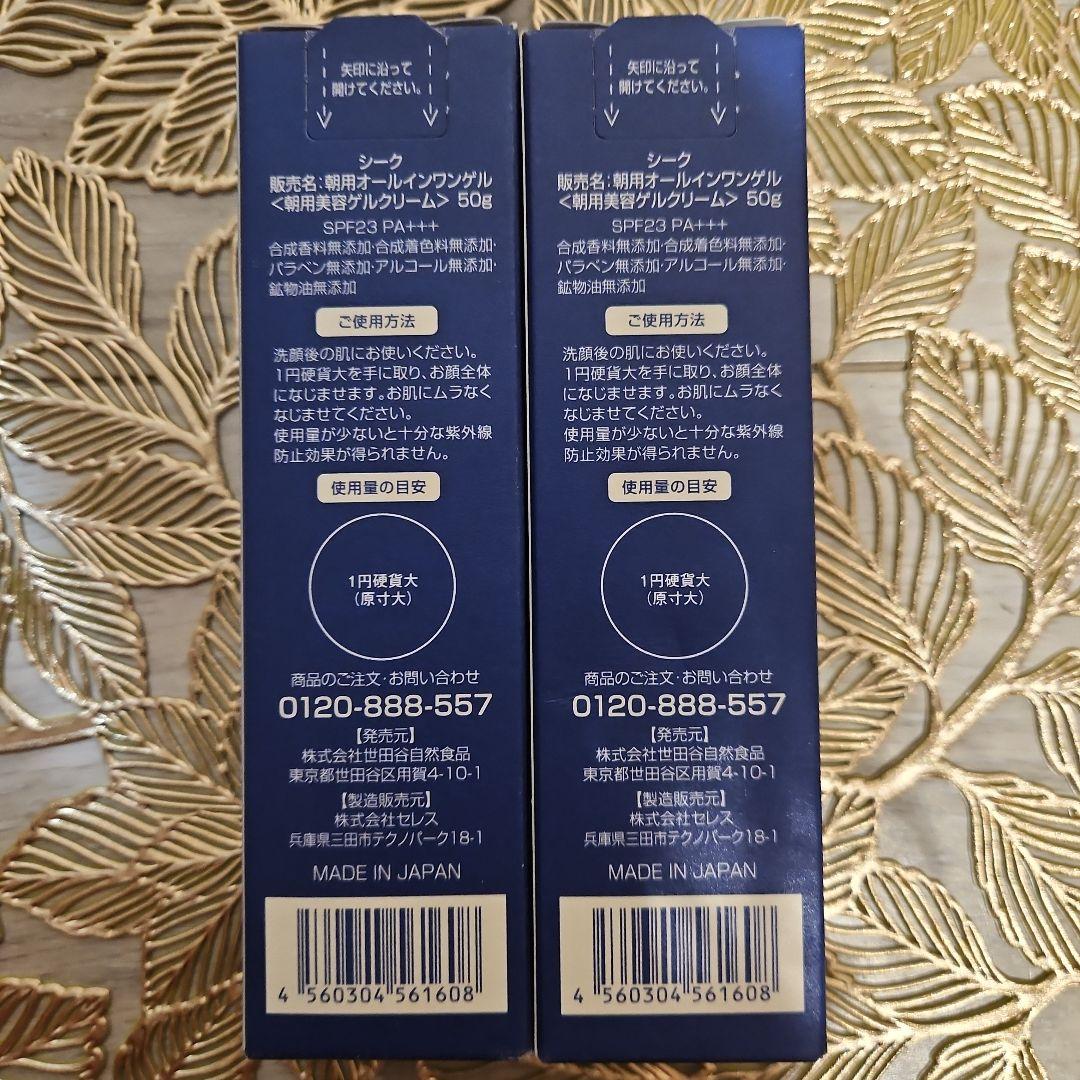 矢印に沿って
開けてください。
シーク
販売名:朝用オールインワンゲル
<朝用美容ゲルクリーム> 50g
SPF23 PA+++
合成香料無添加・合成着色料無添加・
パラベン無添加・アルコール無添加・
鉱物油無添加
ご使用方法
洗顔後の肌にお使いください。
1円硬貨大を手に取り、お顔全体
になじませます。お肌にムラなく
なじませてください。
使用量が少ないと十分な紫外線
防止効果が得られません。
使用量の目安
1円硬貨大
(原寸大)
商品のご注文・お問い合わせ
0120-888-557
【発売元】
株式会社世田谷自然食品
東京都世田谷区用賀4-10-1
【製造販売元】
株式会社セレス
兵庫県三田市テクノパーク18-1
MADE IN JAPAN
4 560304 561608
矢印に沿って
開けてください。
シーク
販売名:朝用オールインワンゲル
<朝用美容ゲルクリーム> 50g
SPF23 PA+++
合成香料無添加・合成着色料無添加・
パラベン無添加・アルコール無添加・
鉱物油無添加
ご使用方法
洗顔後の肌にお使いください。
1円硬貨大を手に取り、お顔全体
になじませます。お肌にムラなく
なじませてください。
使用量が少ないと十分な紫外線
防止効果が得られません。
使用量の目安
1円硬貨大
(原寸大)
商品のご注文・お問い合わせ
0120-888-557
【発売元】
株式会社世田谷自然食品
東京都世田谷区用賀4-10-1
【製造販売元】
株式会社セレス
兵庫県三田市テクノパーク18-1
MADE IN JAPAN
4 560304 561608